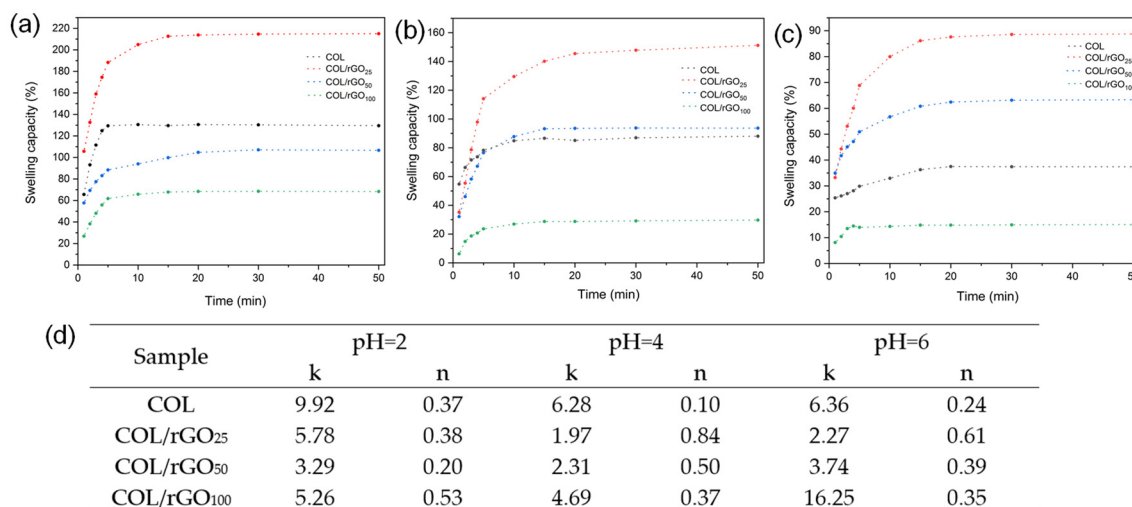 (a)
220
200
180
160
140
120
100
80
60
40
20
0
Swelling capacity (%)
COL
COL/rGO25
COL/rGO50
COL/rGO100
0 10 20 30 40 50
Time (min)
(b)
180
160
140
120
100
80
60
40
20
0
Swelling capacity (%)
COL
COL/rGO25
COL/rGO50
COL/rGO100
0 10 20 30 40 50
Time (min)
(c)
90
80
70
60
50
40
30
20
10
0
Swelling capacity (%)
COL
COL/rGO25
COL/rGO50
COL/rGO10
0 10 20 30 40 50
Time (min)
(d)
Sample pH=2 pH=4 pH=6
k n k n k n
COL 9.92 0.37 6.28 0.10 6.36 0.24
COL/rGO25 5.78 0.38 1.97 0.84 2.27 0.61
COL/rGO50 3.29 0.20 2.31 0.50 3.74 0.39
COL/rGO100 5.26 0.53 4.69 0.37 16.25 0.35